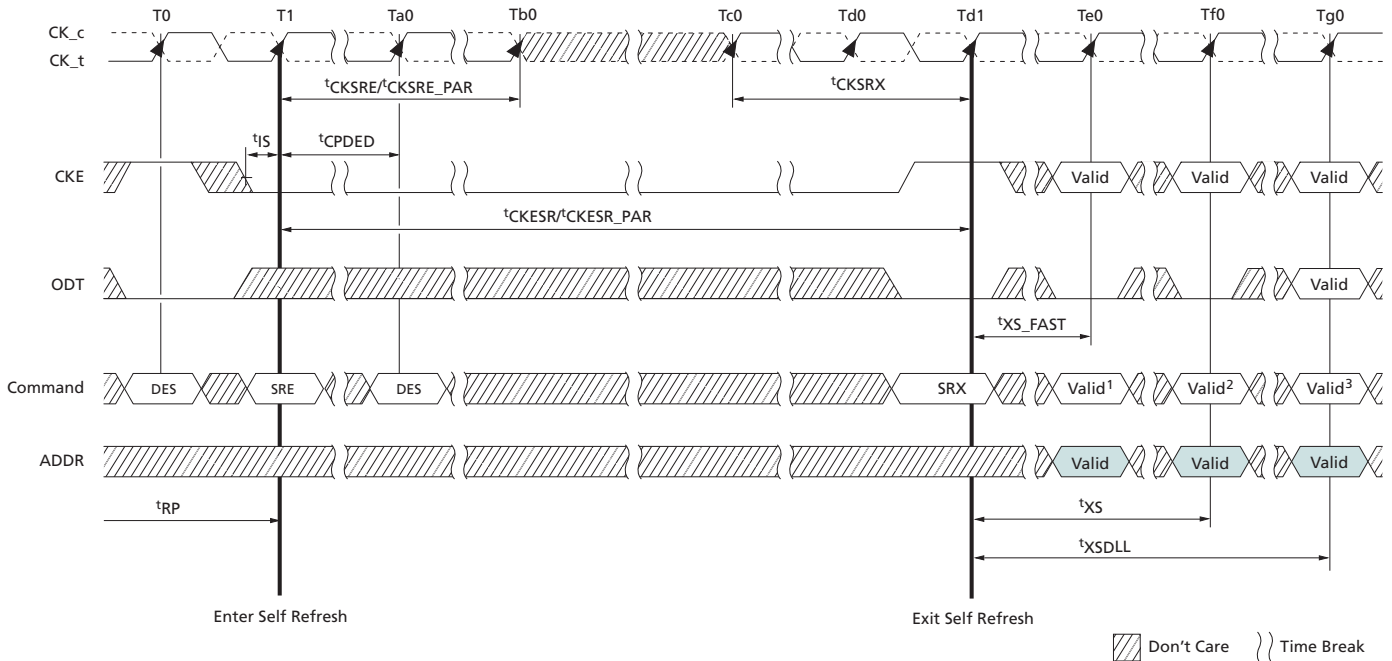 T0 T1 Ta0 Tb0 Tc0 Td0 Td1 Te0 Tf0 Tg0
CK_c
CK_t
tCKSRE/tCKSRE_PAR tCKSRX
tIS tCPDED
CKE Valid Valid Valid
tCKESR/tCKESR_PAR
ODT Valid
tXS_FAST
Command DES SRE DES SRX Valid1 Valid2 Valid3
ADDR Valid Valid Valid
tRP tXS
tXSDLL
Enter Self Refresh Exit Self Refresh
Don't Care Time Break